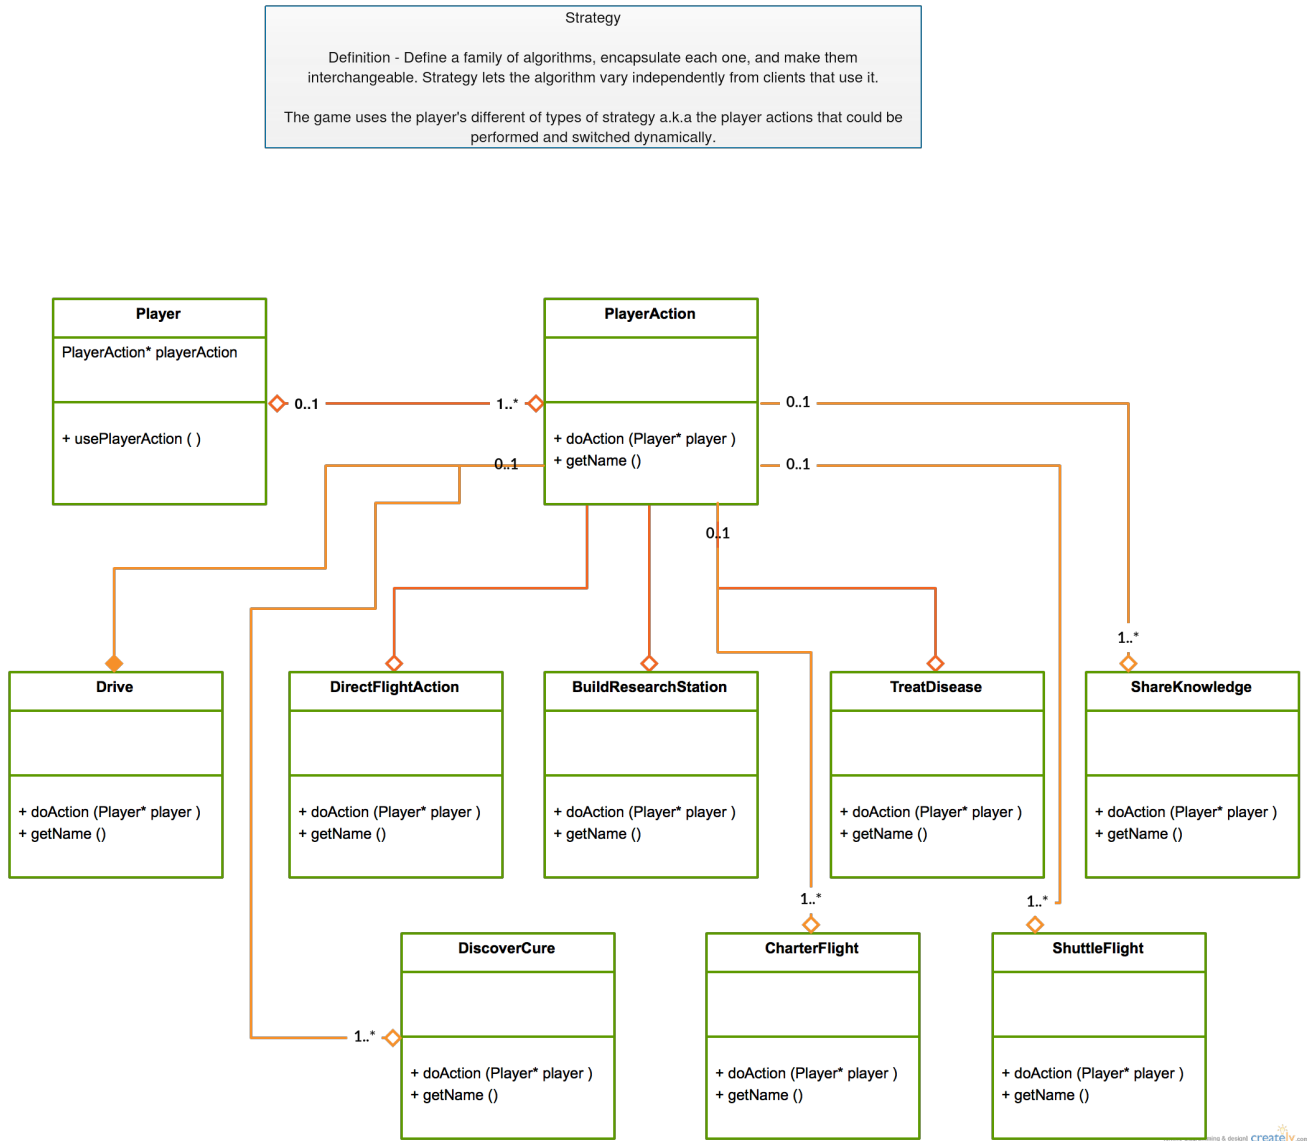 Strategy
Definition - Define a family of algorithms, encapsulate each one, and make them
interchangeable. Strategy lets the algorithm vary independently from clients that use it.
The game uses the player's different of types of strategy a.k.a the player actions that could be
performed and switched dynamically.
Player
PlayerAction* playerAction
+ usePlayerAction ( )
0..1
1..*
PlayerAction
+ doAction (Player* player )
+ getName ()
0..1
0..1
0..1
0..1
1..*
Drive
+ doAction (Player* player )
+ getName ()
DirectFlightAction
+ doAction (Player* player )
+ getName ()
BuildResearchStation
+ doAction (Player* player )
+ getName ()
TreatDisease
+ doAction (Player* player )
+ getName ()
ShareKnowledge
+ doAction (Player* player )
+ getName ()
1..*
1..*
1..*
DiscoverCure
+ doAction (Player* player )
+ getName ()
CharterFlight
+ doAction (Player* player )
+ getName ()
ShuttleFlight
+ doAction (Player* player )
+ getName ()
creately